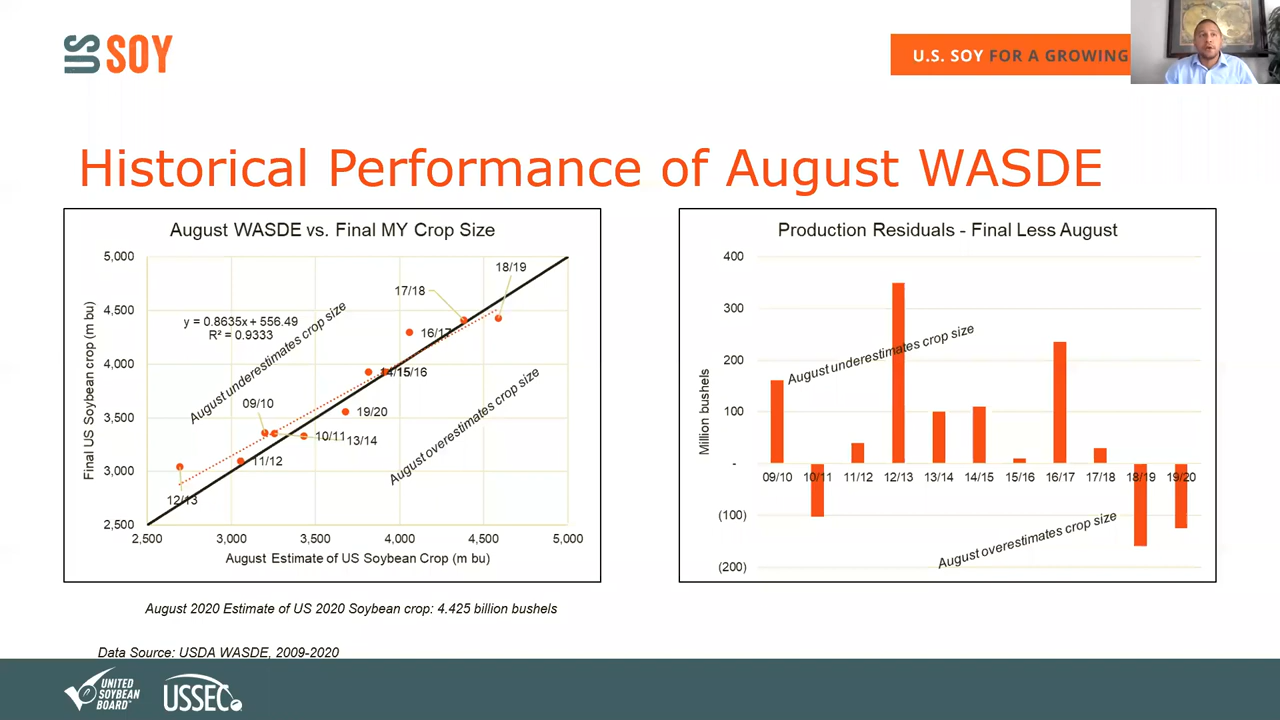 US SOY
U.S. SOY FOR A GROWING
Historical Performance of August WASDE
August WASDE vs. Final MY Crop Size
5,000
4,500
4,000
3,500
3,000
2,500
Final US Soybean crop (m bu)
y = 0.8635x + 556.49
R² = 0.9333
August underestimates crop size
August overestimates crop size
18/19
17/18
16/17
14/15
15/16
19/20
09/10
10/11
13/14
11/12
12/13
2,500 3,000 3,500 4,000 4,500 5,000
August Estimate of US Soybean Crop (m bu)
Production Residuals - Final Less August
400
300
200
100
-
(100)
(200)
Million bushels
August underestimates crop size
09/10 10/11 11/12 12/13 13/14 14/15 15/16 16/17 17/18 18/19 19/20
August overestimates crop size
August 2020 Estimate of US 2020 Soybean crop: 4.425 billion bushels
Data Source: USDA WASDE, 2009-2020
UNITED
SOYBEAN
BOARD™
USSEC